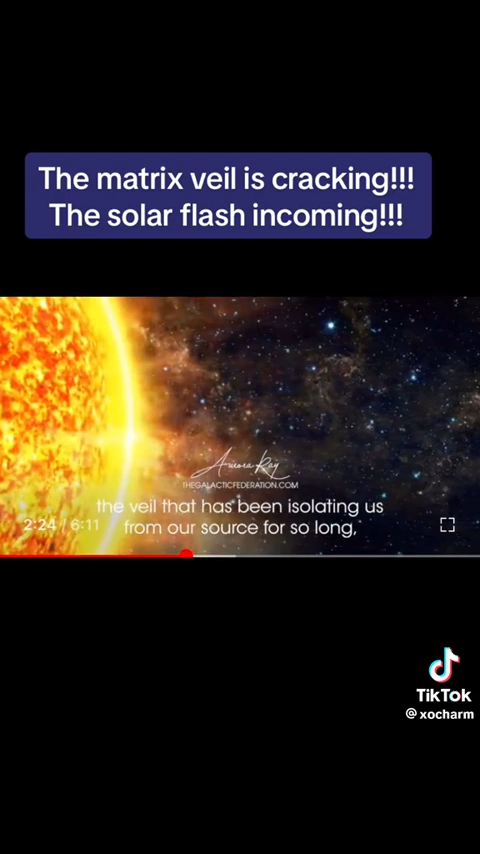 The matrix veil is cracking!!!
The solar flash incoming!!!
Aurora Ray
THEGALACTICFEDERATION.COM
the veil that has been isolating us
from our source for so long,
2:24 / 6:11
TikTok
@ xocharm